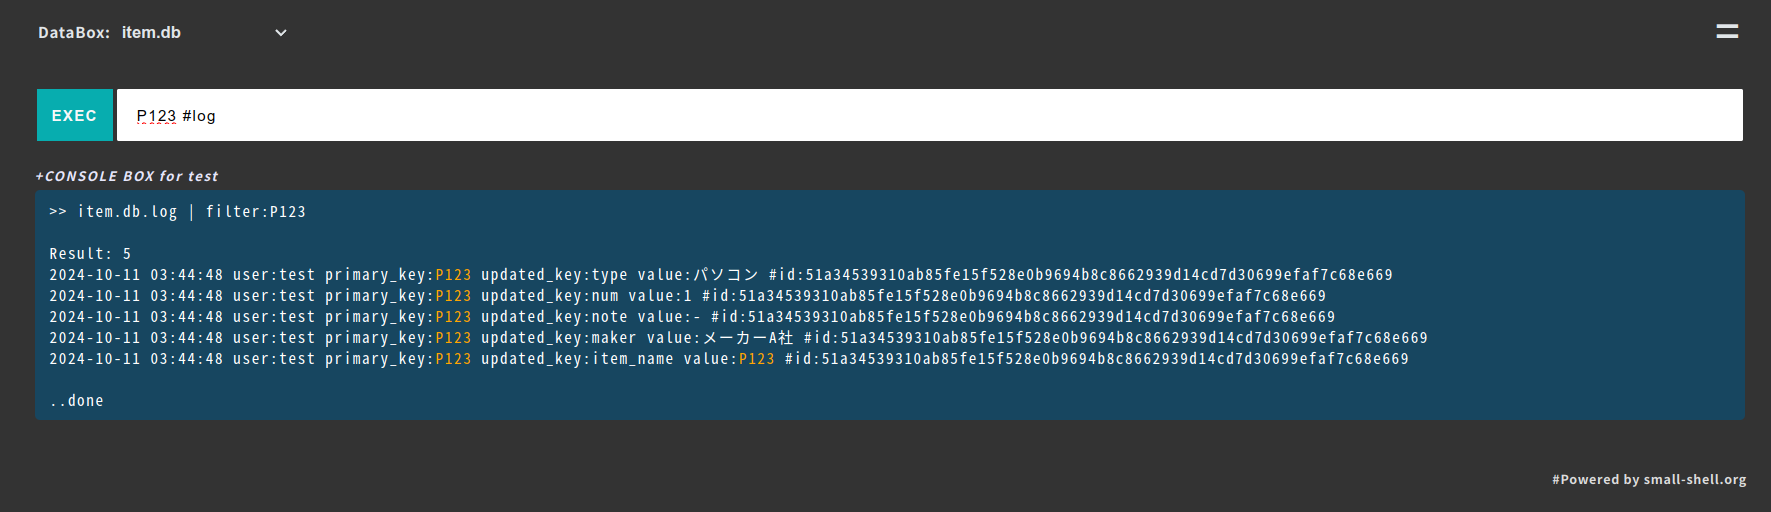 DataBox: item.db
EXEC P123 #log
+CONSOLE BOX for test
>> item.db.log | filter:P123
Result: 5
2024-10-11 03:44:48 user:test primary_key:P123 updated_key:type value:パソコン #id:51a34539310ab85fe15f528e0b9694b8c8662939d14cd7d30699efaf7c68e669
2024-10-11 03:44:48 user:test primary_key:P123 updated_key:num value:1 #id:51a34539310ab85fe15f528e0b9694b8c8662939d14cd7d30699efaf7c68e669
2024-10-11 03:44:48 user:test primary_key:P123 updated_key:note value:- #id:51a34539310ab85fe15f528e0b9694b8c8662939d14cd7d30699efaf7c68e669
2024-10-11 03:44:48 user:test primary_key:P123 updated_key:maker value:メーカーA社 #id:51a34539310ab85fe15f528e0b9694b8c8662939d14cd7d30699efaf7c68e669
2024-10-11 03:44:48 user:test primary_key:P123 updated_key:item_name value:P123 #id:51a34539310ab85fe15f528e0b9694b8c8662939d14cd7d30699efaf7c68e669
..done
#Powered by small-shell.org